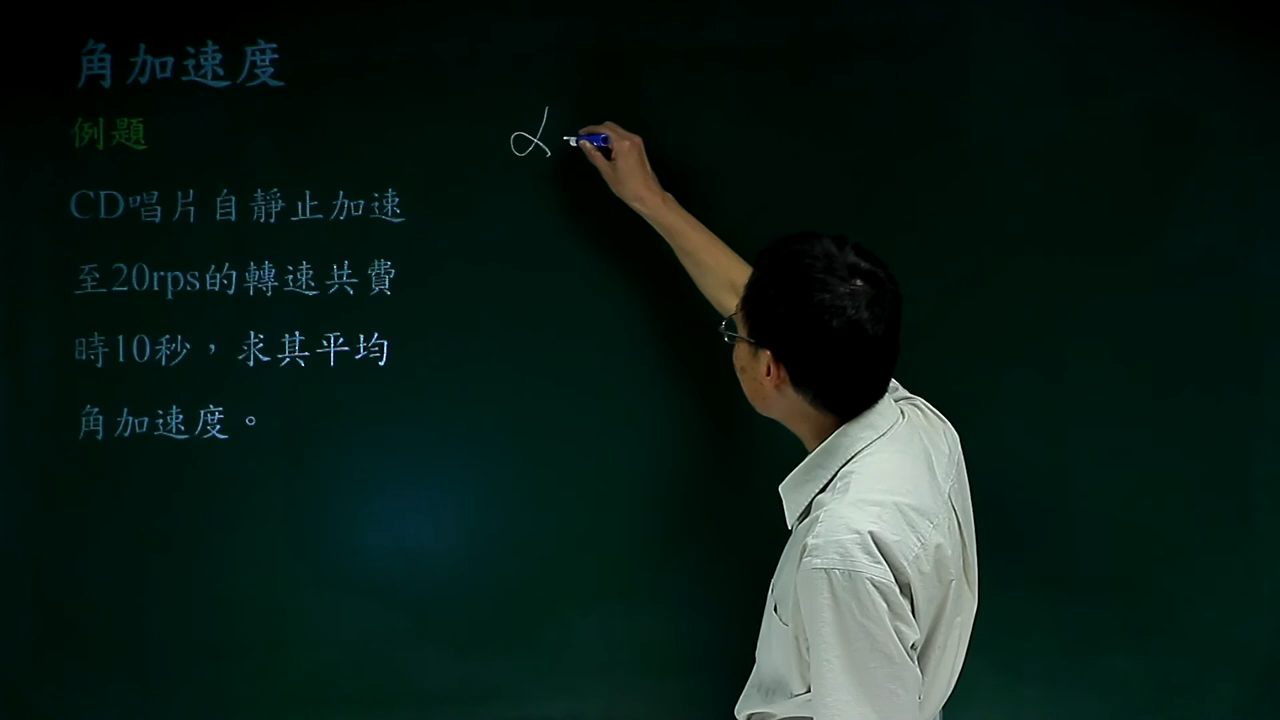 角加速度
例題
CD唱片自靜止加速
至20rps的轉速共費
時10秒，求其平均
角加速度。
α